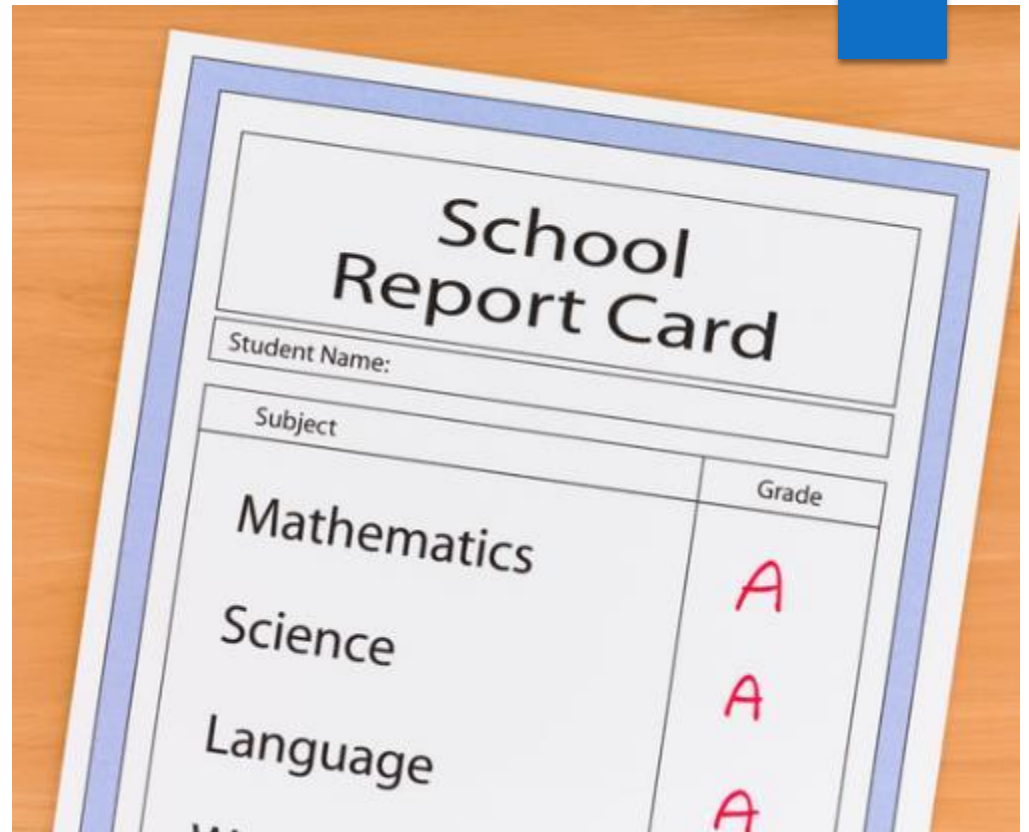 School
Report Card
Student Name:
Subject Grade
Mathematics A
Science A
Language A